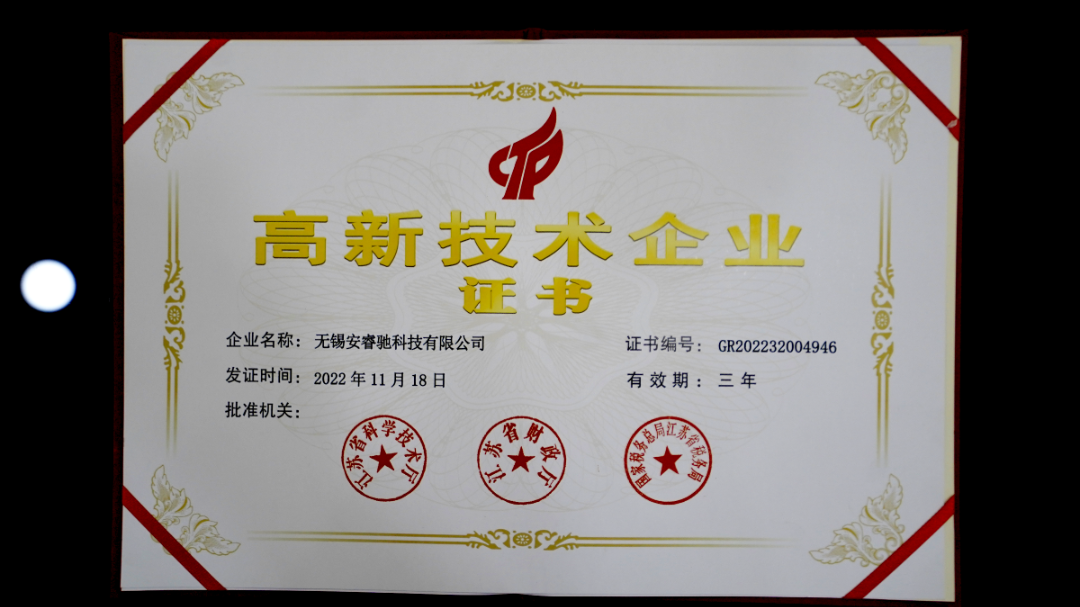 高新技术企业
证书
企业名称：无锡安睿驰科技有限公司
证书编号：GR202232004946
发证时间：2022年11月18日
有效期：三年
批准机关：
江苏省科学技术厅
江苏省财政厅
国家税务总局江苏省税务局